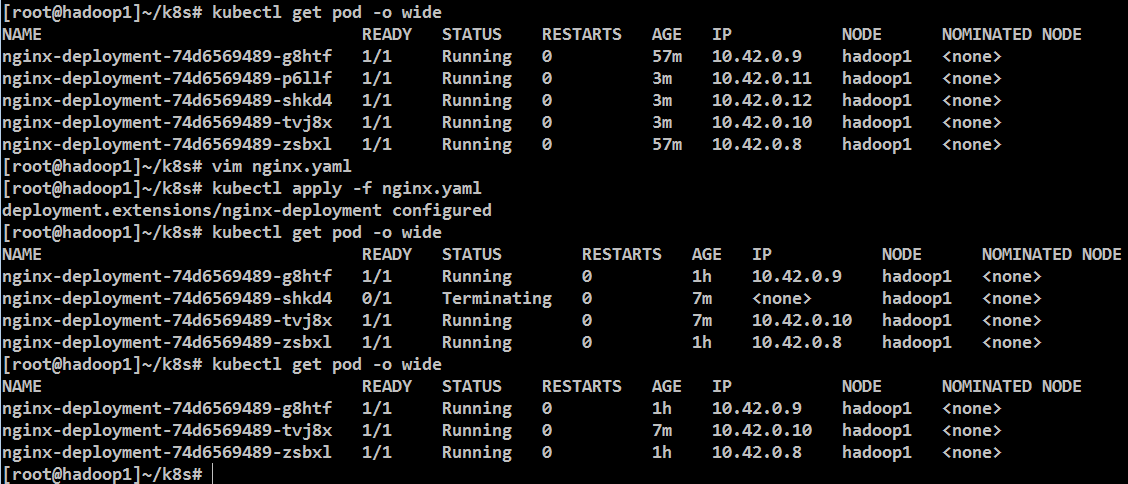 [root@hadoop1]~/k8s# kubectl get pod -o wide
NAME                                READY   STATUS    RESTARTS   AGE   IP           NODE      NOMINATED NODE
nginx-deployment-74d6569489-g8htf   1/1     Running   0          57m   10.42.0.9    hadoop1   <none>
nginx-deployment-74d6569489-p6llf   1/1     Running   0          3m    10.42.0.11   hadoop1   <none>
nginx-deployment-74d6569489-shkd4   1/1     Running   0          3m    10.42.0.12   hadoop1   <none>
nginx-deployment-74d6569489-tvj8x   1/1     Running   0          3m    10.42.0.10   hadoop1   <none>
nginx-deployment-74d6569489-zsbxl   1/1     Running   0          57m   10.42.0.8    hadoop1   <none>
[root@hadoop1]~/k8s# vim nginx.yaml
[root@hadoop1]~/k8s# kubectl apply -f nginx.yaml
deployment.extensions/nginx-deployment configured
[root@hadoop1]~/k8s# kubectl get pod -o wide
NAME                                READY   STATUS        RESTARTS   AGE   IP           NODE      NOMINATED NODE
nginx-deployment-74d6569489-g8htf   1/1     Running       0          1h    10.42.0.9    hadoop1   <none>
nginx-deployment-74d6569489-shkd4   0/1     Terminating   0          7m    <none>       hadoop1   <none>
nginx-deployment-74d6569489-tvj8x   1/1     Running       0          7m    10.42.0.10   hadoop1   <none>
nginx-deployment-74d6569489-zsbxl   1/1     Running       0          1h    10.42.0.8    hadoop1   <none>
[root@hadoop1]~/k8s# kubectl get pod -o wide
NAME                                READY   STATUS    RESTARTS   AGE   IP           NODE      NOMINATED NODE
nginx-deployment-74d6569489-g8htf   1/1     Running   0          1h    10.42.0.9    hadoop1   <none>
nginx-deployment-74d6569489-tvj8x   1/1     Running   0          7m    10.42.0.10   hadoop1   <none>
nginx-deployment-74d6569489-zsbxl   1/1     Running   0          1h    10.42.0.8    hadoop1   <none>
[root@hadoop1]~/k8s#